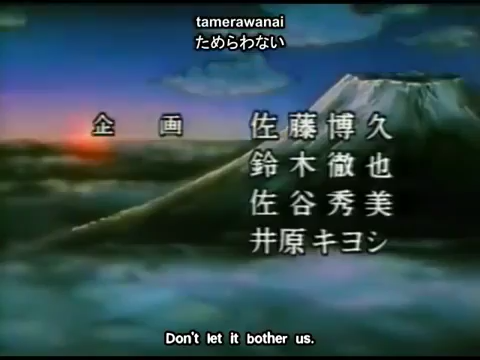 tamerawanai
ためらわない
企画 佐藤博久
鈴木徹也
佐谷秀美
井原キヨシ
Don't let it bother us.